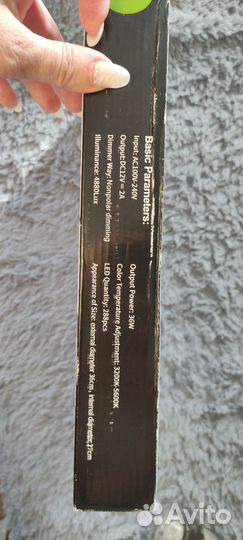 Basic Parameters:
Input: AC100V-240V
Output:DC12V = 2A
Dimmer Way: Nonpolar dimming
Illuminance: 4880Lux
Output Power: 36W
Color Temperature Adjustment: 3200K-5600K
LED Quantity: 288pcs
Appearance of Size: external diameter 36cm, internal diameter,27cm
Avito